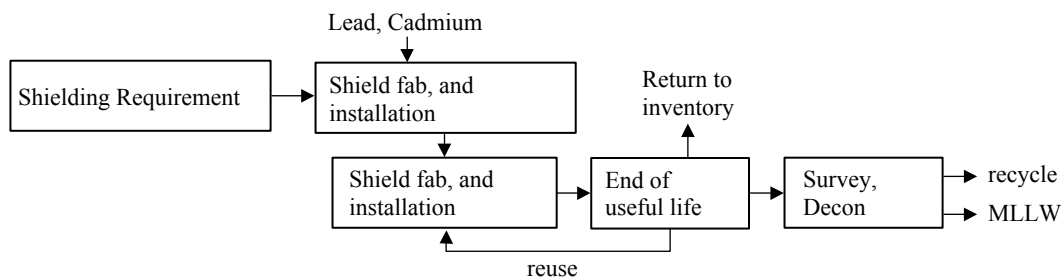 Lead, Cadmium
Shielding Requirement
Shield fab, and
installation
Return to
inventory
Shield fab, and
installation
End of
useful life
Survey,
Decon
recycle
MLLW
reuse